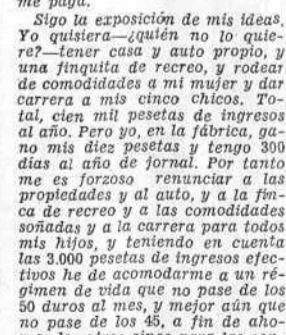 me paga.
Sigo la exposición de mis ideas.
Yo quisiera—¿quién no lo quie-
re?—tener casa y auto propio, y
una finquita de recreo, y rodear
de comodidades a mi mujer y dar
carrera a mis cinco chicos. To-
tal, cien mil pesetas de ingresos
al año. Pero yo, en la fábrica, ga-
no mis diez pesetas y tengo 300
días al año de jornal. Por tanto
me es forzoso renunciar a las
propiedades y al auto, y a la fin-
ca de recreo y a las comodidades
soñadas y a la carrera para todos
mis hijos, y teniendo en cuenta
las 3.000 pesetas de ingresos efec-
tivos he de acomodarme a un ré-
gimen de vida que no pase de los
50 duros al mes, y mejor aún que
no pase de los 45, a fin de aho-